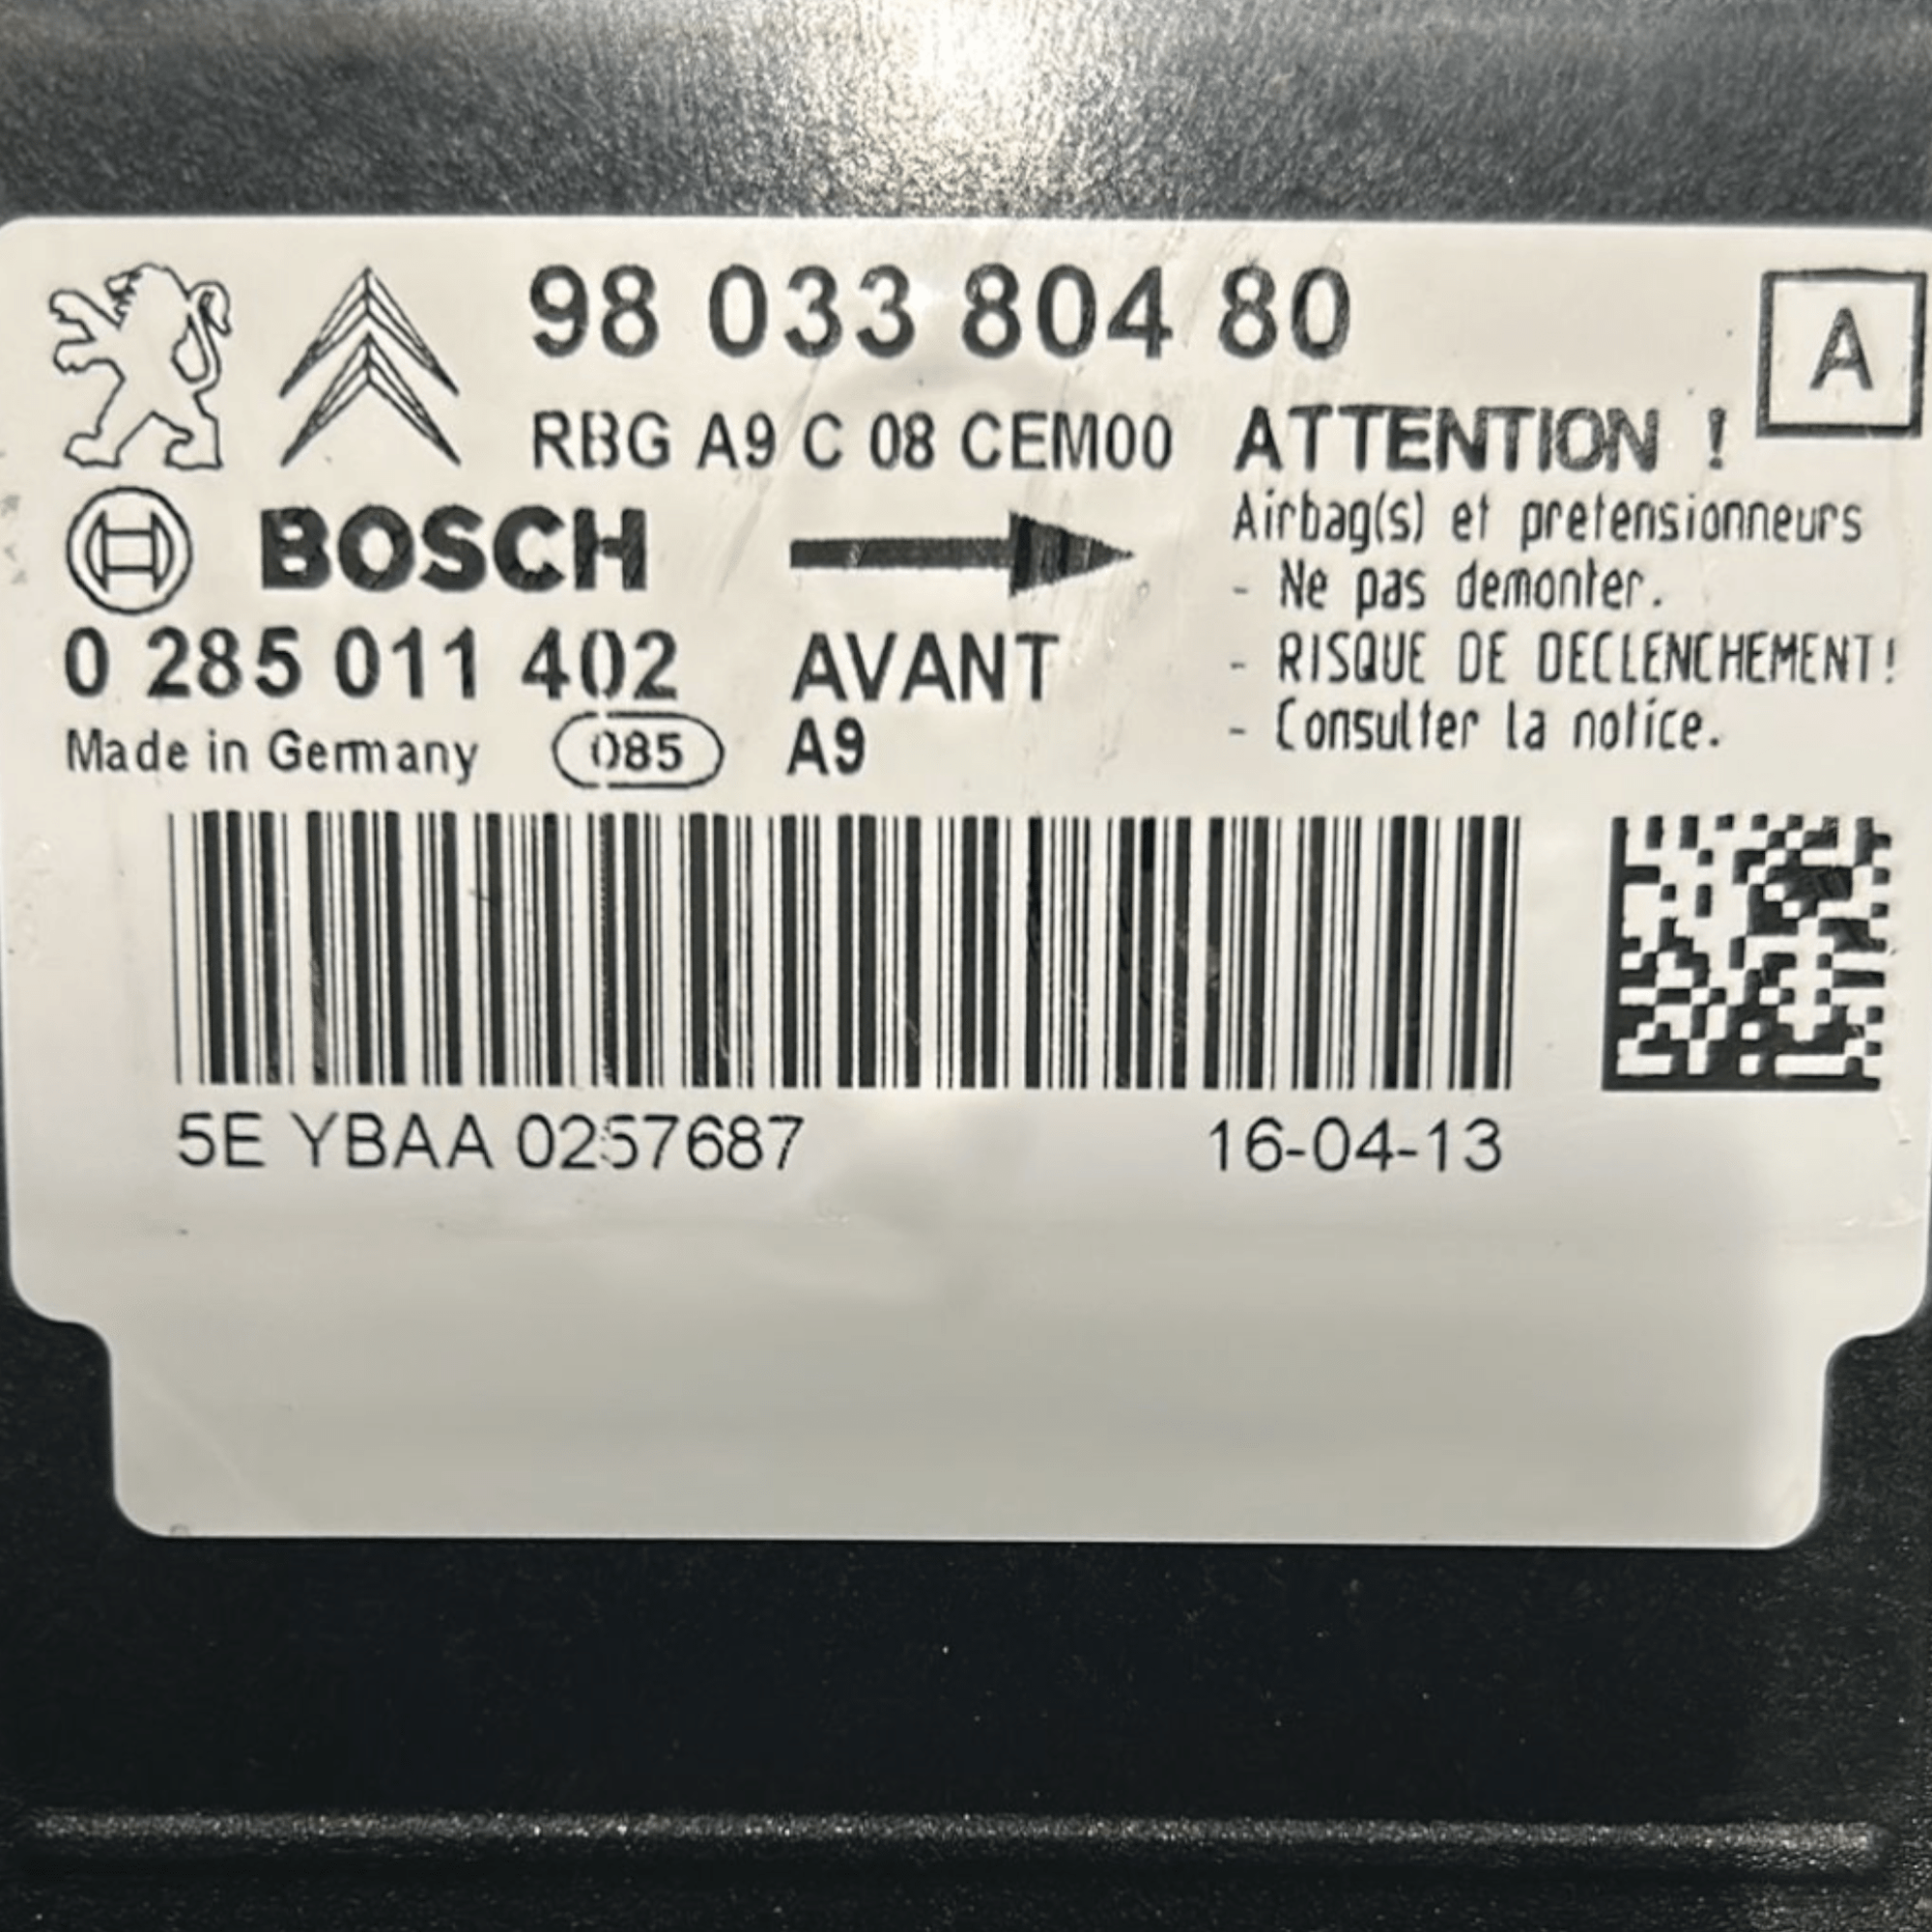 98 033 804 80
A
RBG A9 C 08 CEM00
ATTENTION !
Airbag(s) et pretensionneurs
- Ne pas demonter.
- RISQUE DE DECLENCHEMENT!
- Consulter la notice.
BOSCH
0 285 011 402
AVANT
Made in Germany
085
A9
5E YBAA 0257687
16-04-13